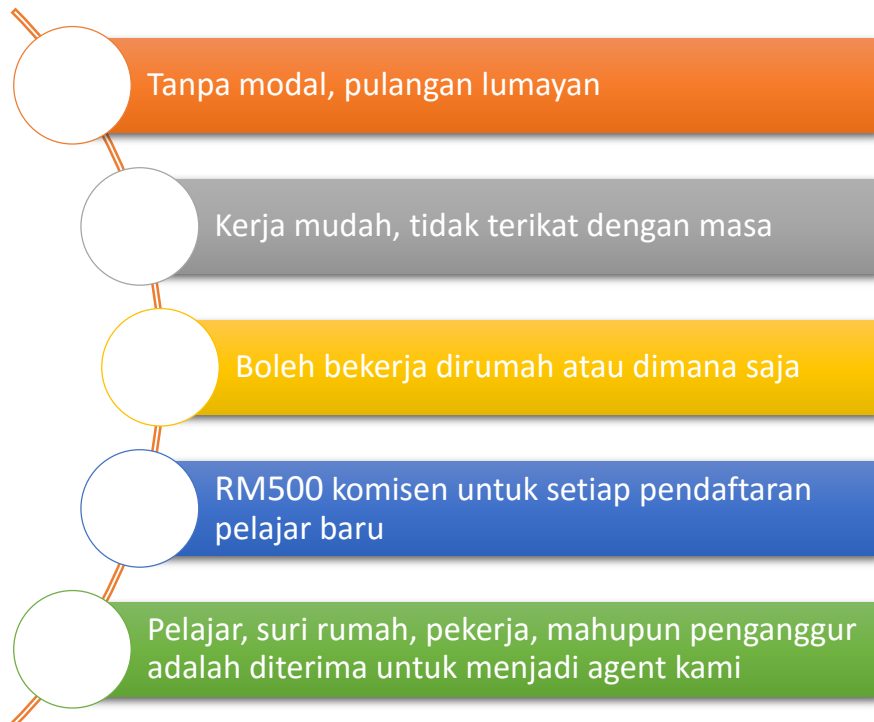 Tanpa modal, pulangan lumayan
Kerja mudah, tidak terikat dengan masa
Boleh bekerja dirumah atau dimana saja
RM500 komisen untuk setiap pendaftaran
pelajar baru
Pelajar, suri rumah, pekerja, mahupun penganggur
adalah diterima untuk menjadi agent kami